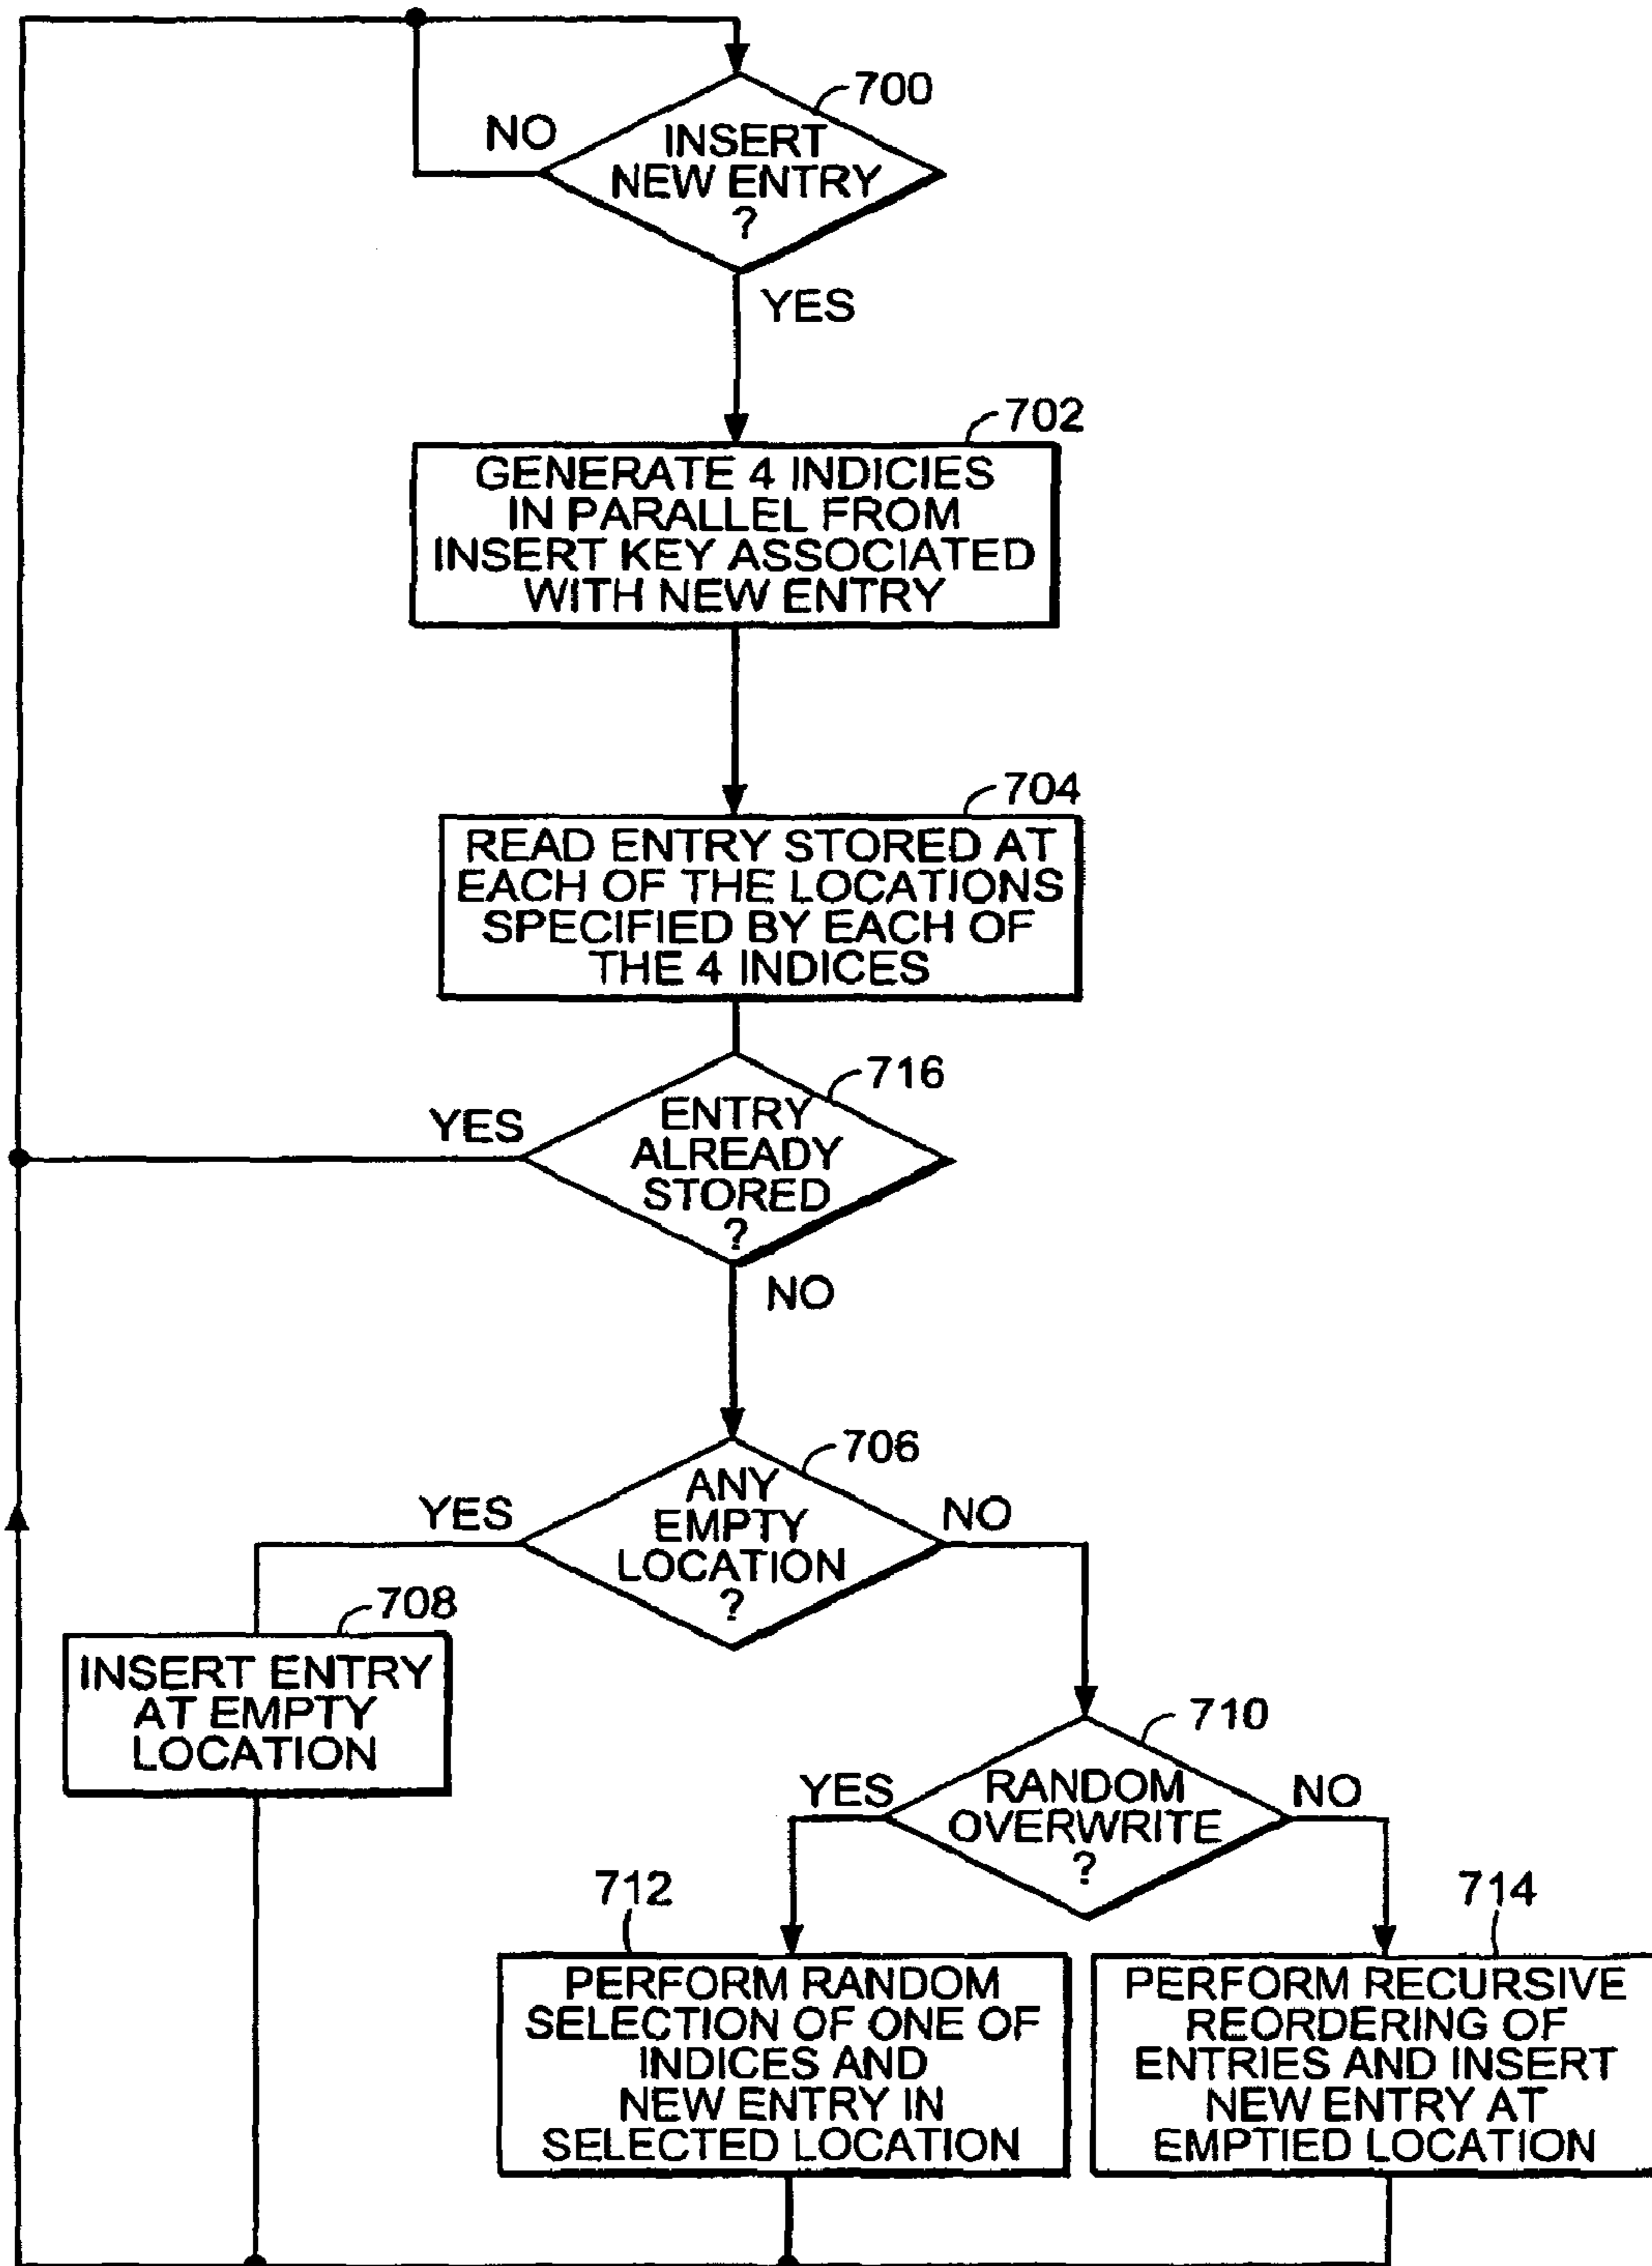 700
NO
INSERT
NEW ENTRY
?
YES
702
GENERATE 4 INDICIES
IN PARALLEL FROM
INSERT KEY ASSOCIATED
WITH NEW ENTRY
704
READ ENTRY STORED AT
EACH OF THE LOCATIONS
SPECIFIED BY EACH OF
THE 4 INDICES
716
YES
ENTRY
ALREADY
STORED
?
NO
706
YES
ANY
EMPTY
LOCATION
?
NO
708
INSERT ENTRY
AT EMPTY
LOCATION
710
YES
RANDOM
OVERWRITE
?
NO
712
PERFORM RANDOM
SELECTION OF ONE OF
INDICES AND
NEW ENTRY IN
SELECTED LOCATION
714
PERFORM RECURSIVE
REORDERING OF
ENTRIES AND INSERT
NEW ENTRY AT
EMPTIED LOCATION